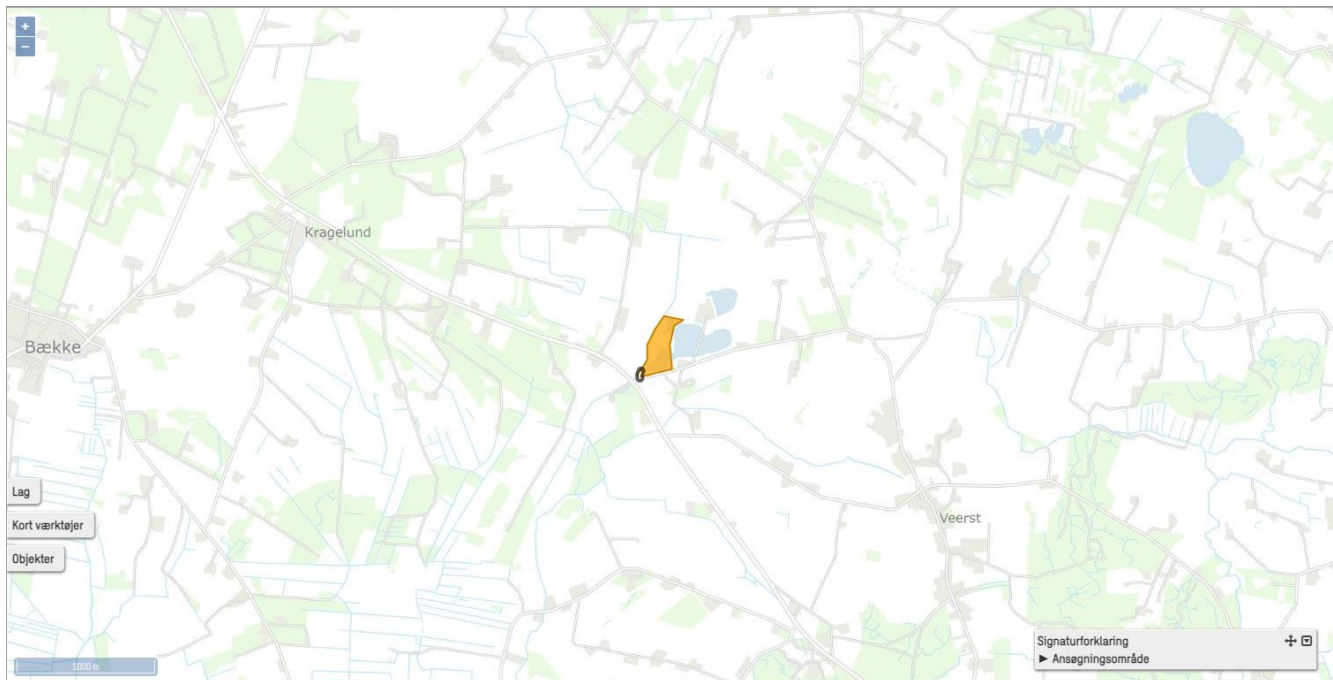 +
−
Kragelund
Bække
Lag
Kort værktøjer
Objekter
Veerst
Signaturforklaring
► Ansøgningsområde
1000 m